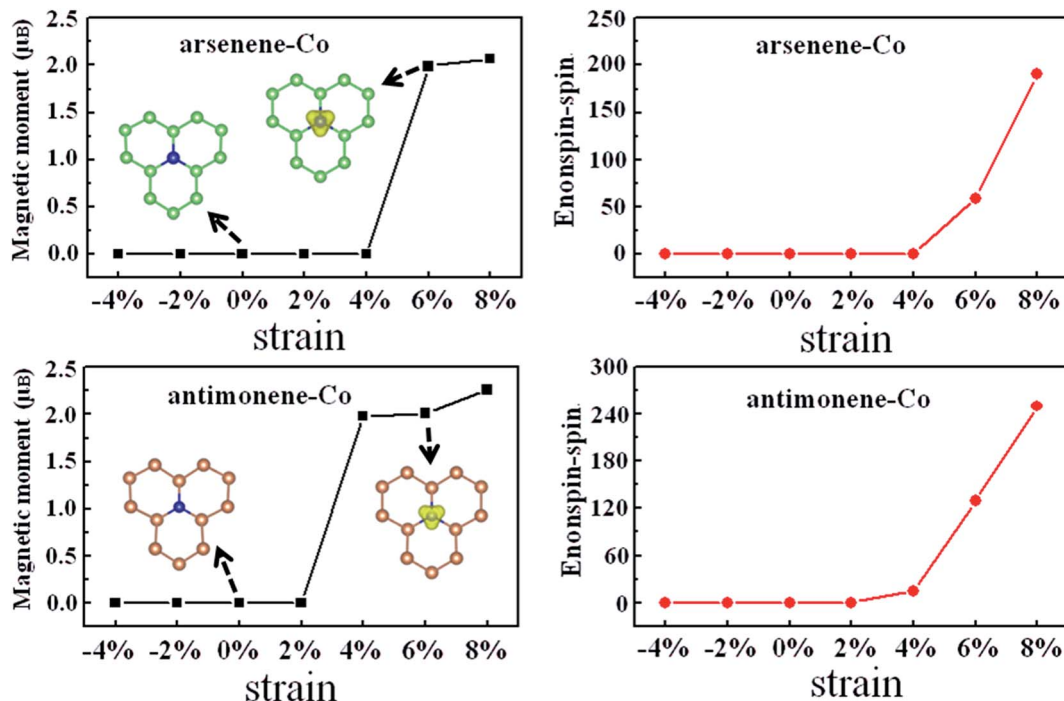 Magnetic moment (μB)
2.5
2.0
1.5
1.0
0.5
0.0
arsenene-Co
-4% -2% 0% 2% 4% 6% 8%
strain
Enonspin-spin.
250
200
150
100
50
0
arsenene-Co
-4% -2% 0% 2% 4% 6% 8%
strain
Magnetic moment (μB)
2.5
2.0
1.5
1.0
0.5
0.0
antimonene-Co
-4% -2% 0% 2% 4% 6% 8%
strain
Enonspin-spin.
300
240
180
120
60
0
antimonene-Co
-4% -2% 0% 2% 4% 6% 8%
strain